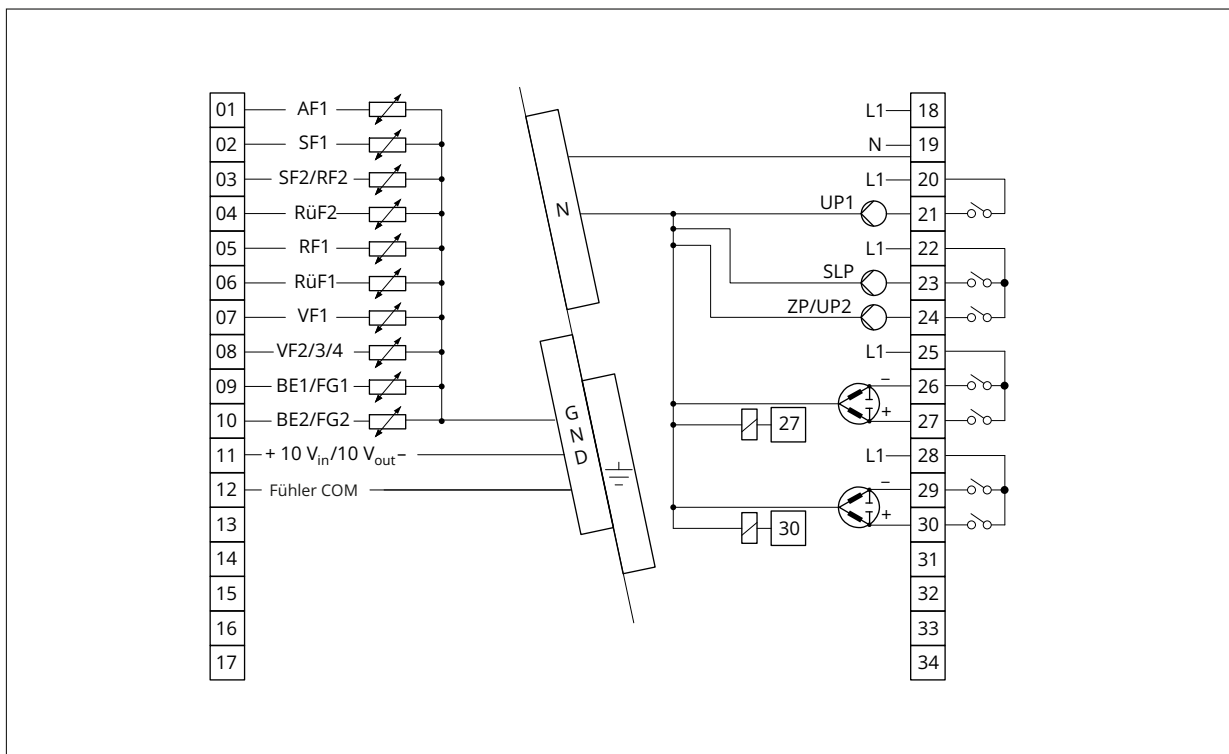 01 AF1
02 SF1
03 SF2/RF2
04 RüF2
05 RF1
06 RüF1
07 VF1
08 VF2/3/4
09 BE1/FG1
10 BE2/FG2
11 + 10 Vin/10 Vout–
12 Fühler COM
13
14
15
16
17
N
GND
L1 18
N 19
L1 20
UP1 21
L1 22
SLP 23
ZP/UP2 24
L1 25
– 26
+ 27
27
L1 28
– 29
+ 30
30
31
32
33
34